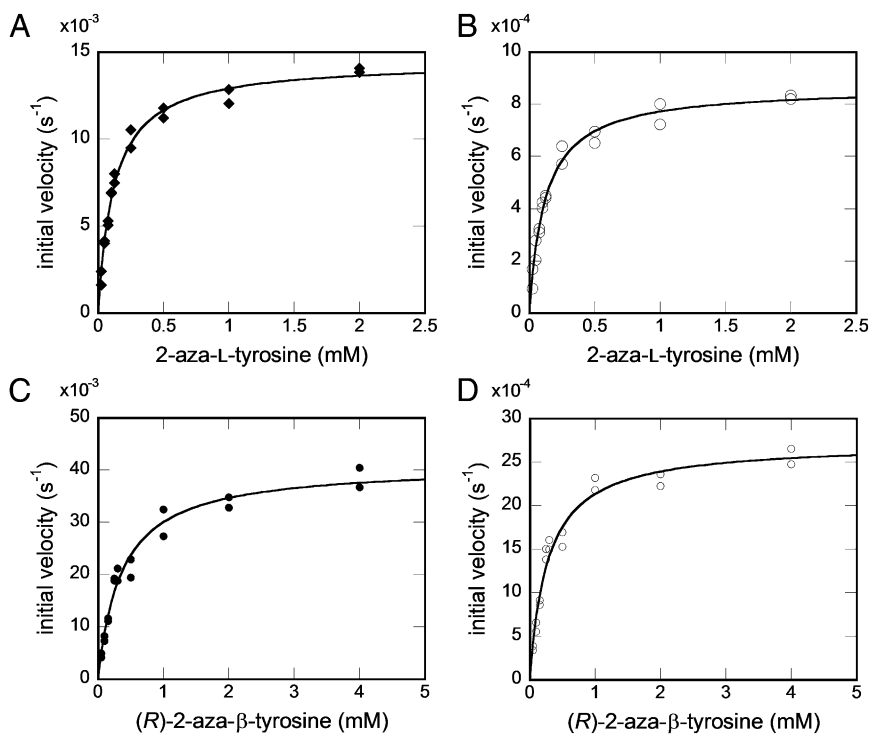 A
x10⁻³
15
10
5
0
initial velocity (s⁻¹)
0 0.5 1 1.5 2 2.5
2-aza-ʟ-tyrosine (mM)
B
x10⁻⁴
10
8
6
4
2
0
initial velocity (s⁻¹)
0 0.5 1 1.5 2 2.5
2-aza-ʟ-tyrosine (mM)
C
x10⁻³
50
40
30
20
10
0
initial velocity (s⁻¹)
0 1 2 3 4 5
(R)-2-aza-β-tyrosine (mM)
D
x10⁻⁴
30
25
20
15
10
5
0
initial velocity (s⁻¹)
0 1 2 3 4 5
(R)-2-aza-β-tyrosine (mM)